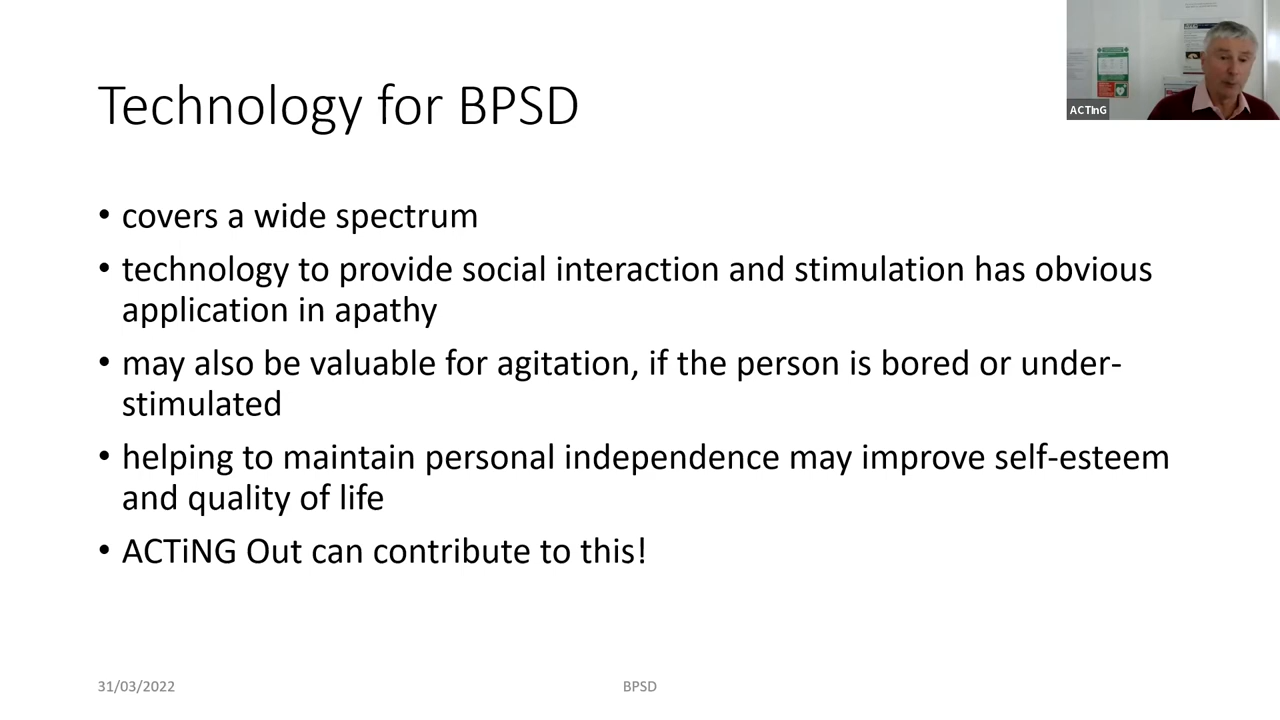 Technology for BPSD
ACTInG
• covers a wide spectrum
• technology to provide social interaction and stimulation has obvious
application in apathy
• may also be valuable for agitation, if the person is bored or under-
stimulated
• helping to maintain personal independence may improve self-esteem
and quality of life
• ACTiNG Out can contribute to this!
31/03/2022
BPSD